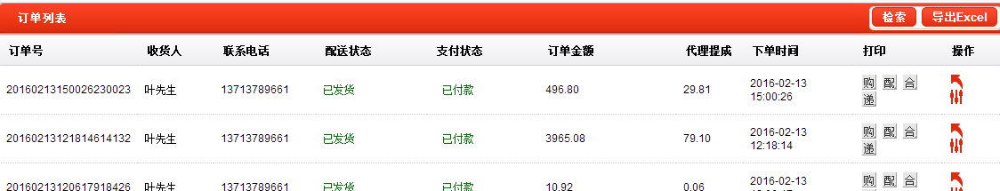 订单列表 检索 导出Excel
订单号 收货人 联系电话 配送状态 支付状态 订单金额 代理提成 下单时间 打印 操作
20160213150026230023 叶先生 13713789661 已发货 已付款 496.80 29.81 2016-02-13 购 配 合
15:00:26 递
20160213121814614132 叶先生 13713789661 已发货 已付款 3965.08 79.10 2016-02-13 购 配 合
12:18:14 递
20160213120617918426 叶先生 13713789661 已发货 已付款 10.92 0.06 2016-02-13 购 配 合